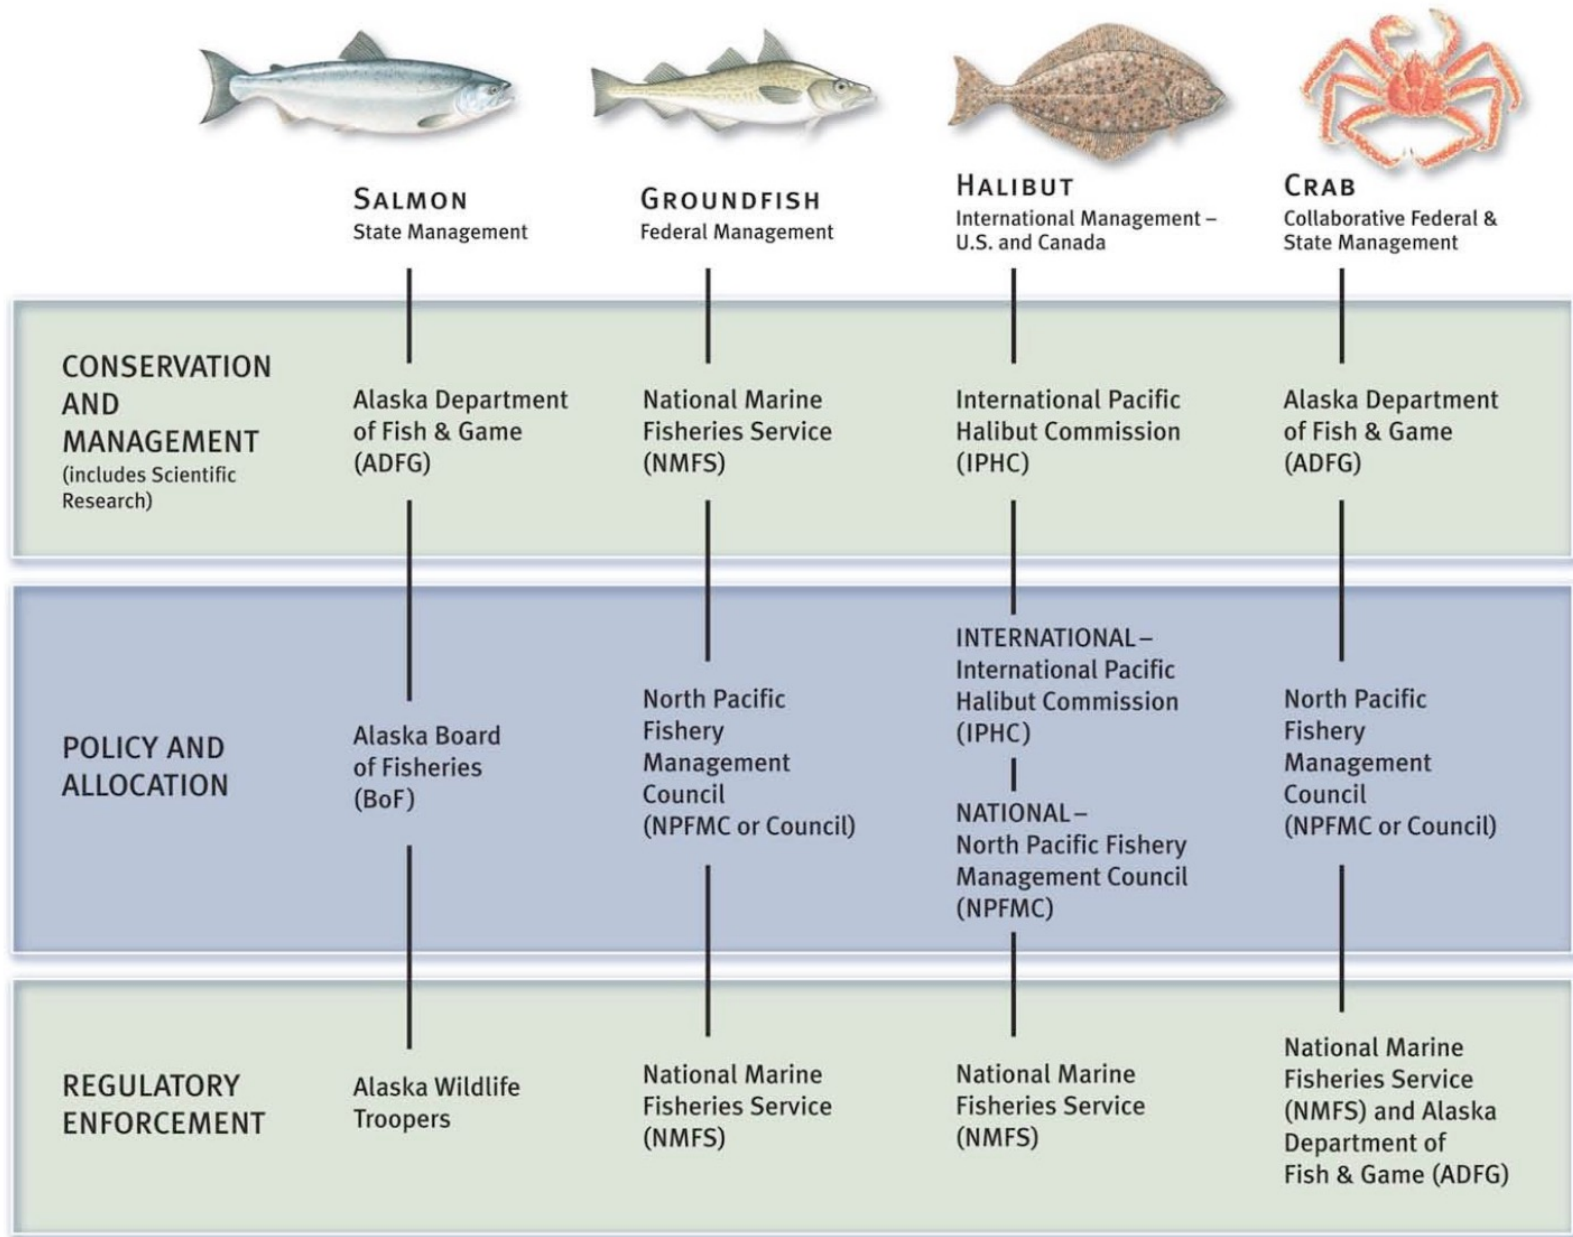 SALMON
State Management
GROUNDFISH
Federal Management
HALIBUT
International Management –
U.S. and Canada
CRAB
Collaborative Federal &
State Management
CONSERVATION
AND
MANAGEMENT
(includes Scientific
Research)
Alaska Department
of Fish & Game
(ADFG)
National Marine
Fisheries Service
(NMFS)
International Pacific
Halibut Commission
(IPHC)
Alaska Department
of Fish & Game
(ADFG)
POLICY AND
ALLOCATION
Alaska Board
of Fisheries
(BoF)
North Pacific
Fishery
Management
Council
(NPFMC or Council)
INTERNATIONAL–
International Pacific
Halibut Commission
(IPHC)
NATIONAL–
North Pacific Fishery
Management Council
(NPFMC)
North Pacific
Fishery
Management
Council
(NPFMC or Council)
REGULATORY
ENFORCEMENT
Alaska Wildlife
Troopers
National Marine
Fisheries Service
(NMFS)
National Marine
Fisheries Service
(NMFS)
National Marine
Fisheries Service
(NMFS) and Alaska
Department of
Fish & Game (ADFG)